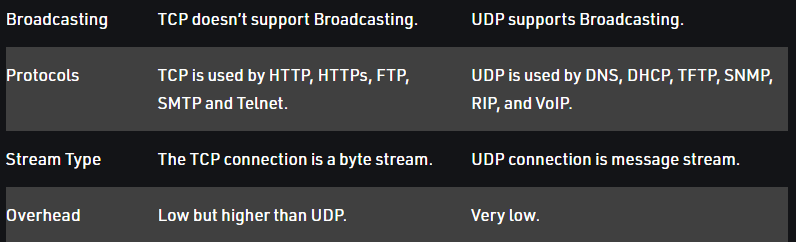 Broadcasting TCP doesn't support Broadcasting. UDP supports Broadcasting.
Protocols TCP is used by HTTP, HTTPs, FTP, UDP is used by DNS, DHCP, TFTP, SNMP,
SMTP and Telnet. RIP, and VoIP.
Stream Type The TCP connection is a byte stream. UDP connection is message stream.
Overhead Low but higher than UDP. Very low.